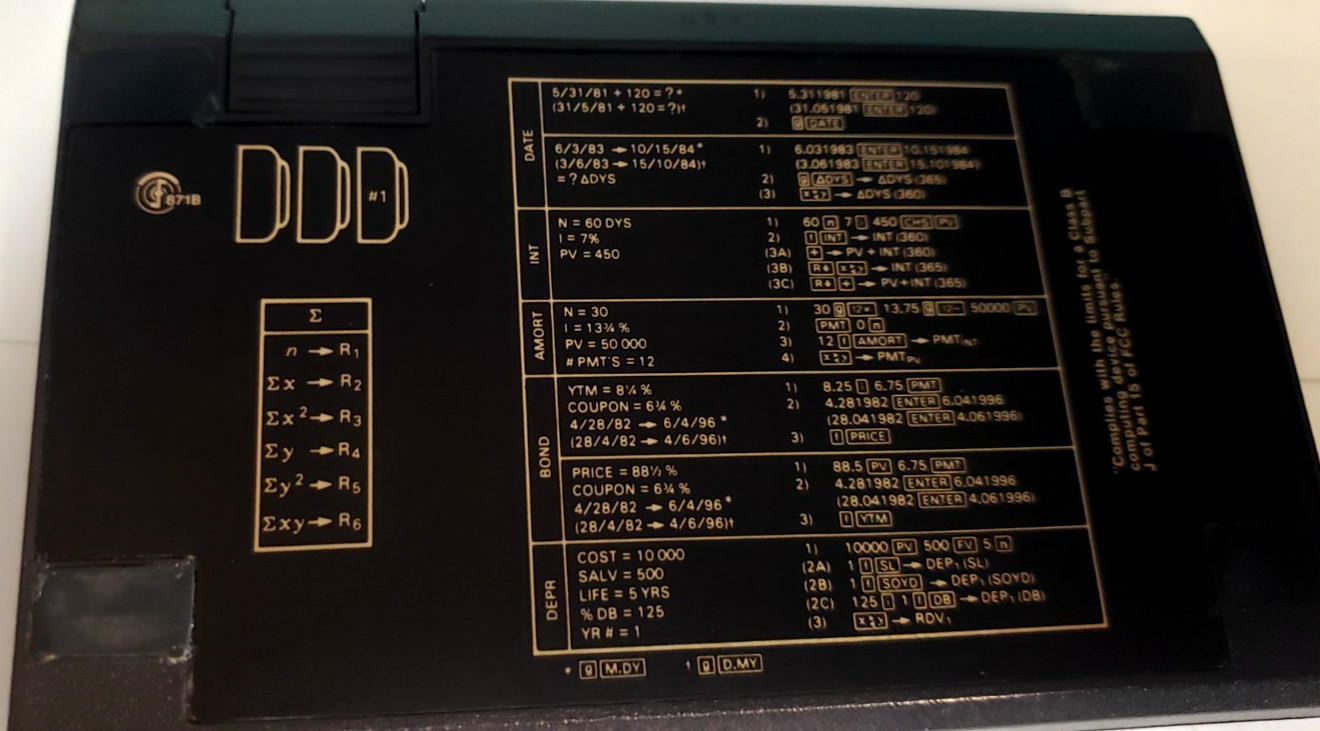 871B
#1
Σ
n → R1
Σx → R2
Σx² → R3
Σy → R4
Σy² → R5
Σxy → R6
DATE
5/31/81 + 120 = ? * 1) 5.311981 ENTER 120
(31/5/81 + 120 = ?)† (31.051981 ENTER 120)
2) g DATE
6/3/83 → 10/15/84 * 1) 6.031983 ENTER 10.151984
(3/6/83 → 15/10/84)† (3.061983 ENTER 15.101984)
= ? ΔDYS 2) g ΔDYS → ΔDYS (365)
(3) x≷y → ΔDYS (360)
INT
N = 60 DYS 1) 60 n 7 i 450 CHS PV
I = 7% 2) f INT → INT (360)
PV = 450 (3A) + → PV + INT (360)
(3B) R↓ x≷y → INT (365)
(3C) R↓ + → PV+INT (365)
AMORT
N = 30 1) 30 g 12× 13.75 g 12÷ 50000 PV
I = 13¾ % 2) PMT 0 n
PV = 50 000 3) 12 f AMORT → PMT INT
# PMT'S = 12 4) x≷y → PMT PV
BOND
YTM = 8¼ % 1) 8.25 i 6.75 PMT
COUPON = 6¾ % 2) 4.281982 ENTER 6.041996
4/28/82 → 6/4/96 * (28.041982 ENTER 4.061996)
(28/4/82 → 4/6/96)† 3) f PRICE
PRICE = 88½ % 1) 88.5 PV 6.75 PMT
COUPON = 6¾ % 2) 4.281982 ENTER 6.041996
4/28/82 → 6/4/96 * (28.041982 ENTER 4.061996)
(28/4/82 → 4/6/96)† 3) f YTM
DEPR
COST = 10 000 1) 10000 PV 500 FV 5 n
SALV = 500 (2A) 1 f SL → DEP1 (SL)
LIFE = 5 YRS (2B) 1 f SOYD → DEP1 (SOYD)
% DB = 125 (2C) 125 i 1 f DB → DEP1 (DB)
YR # = 1 (3) x≷y → RDV1
* g M.DY † g D.MY
"Complies with the limits for a Class B
computing device pursuant to Subpart
J of Part 15 of FCC Rules."